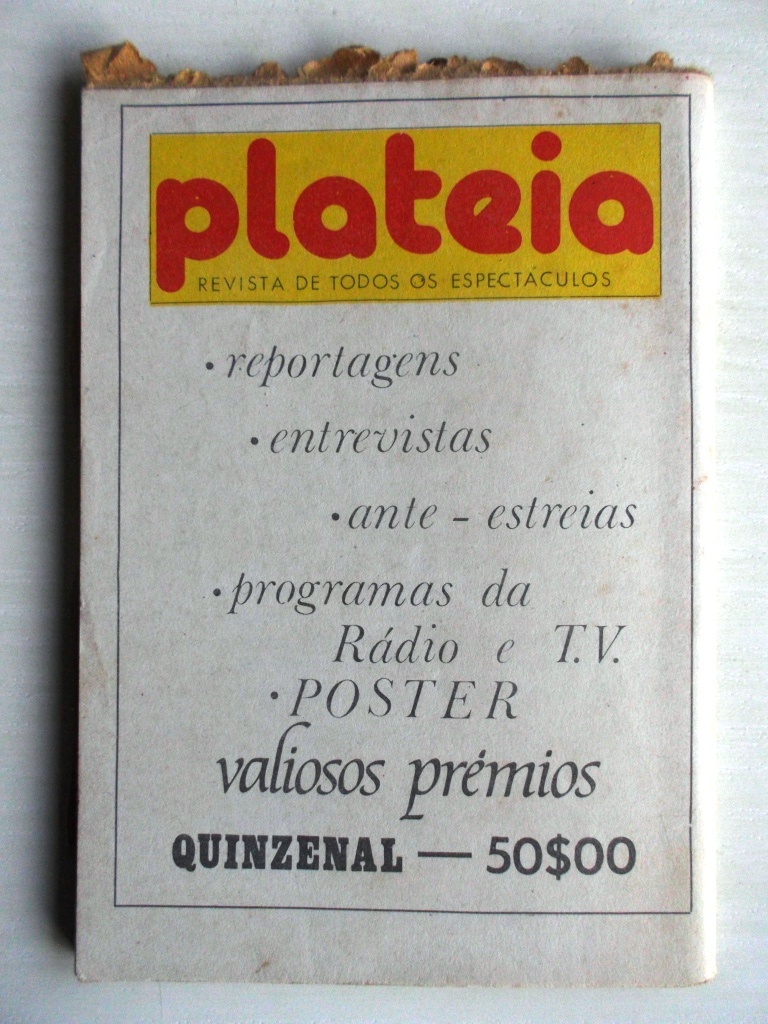 plateia
REVISTA DE TODOS OS ESPECTÁCULOS
• reportagens
• entrevistas
• ante - estreias
• programas da
Rádio e T.V.
• POSTER
valiosos prémios
QUINZENAL — 50$00